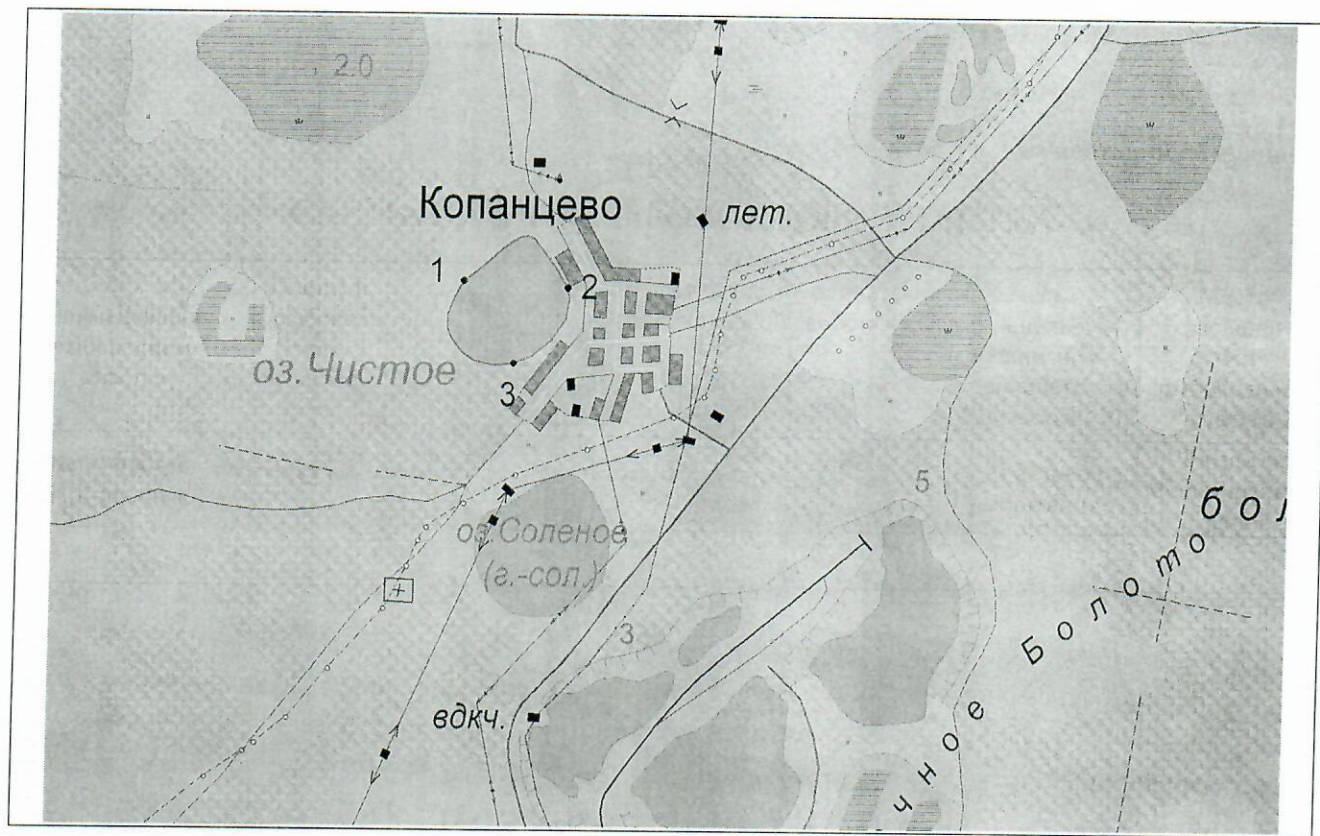 2.0
Копанцево
лет.
1
2
оз.Чистое
3
5
бол
оз.Соленое
(г.-сол.)
3
вдкч.
чное Болото